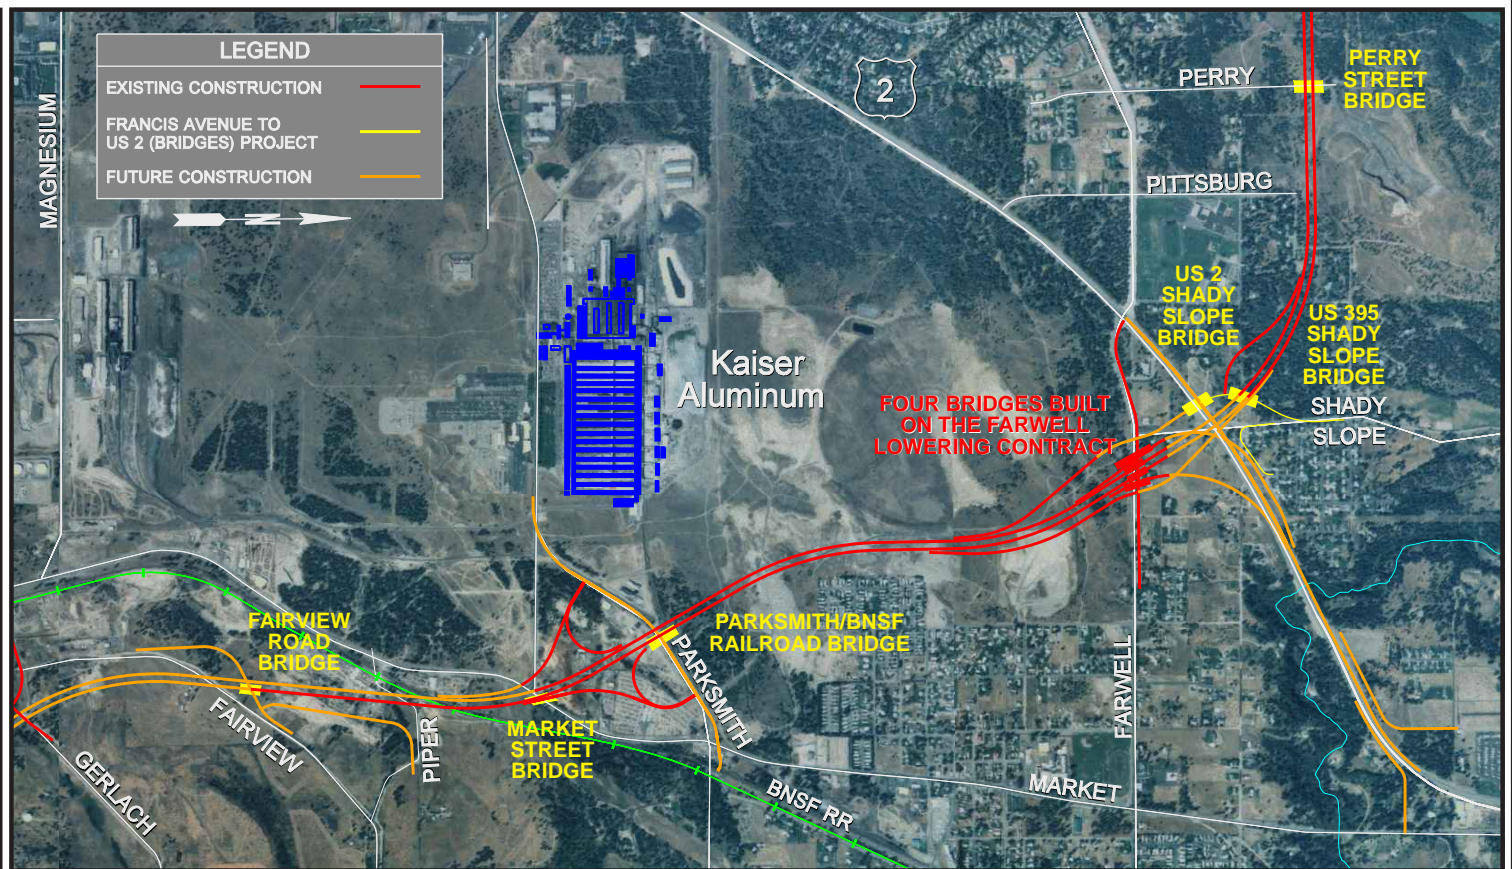 LEGEND
EXISTING CONSTRUCTION
FRANCIS AVENUE TO
US 2 (BRIDGES) PROJECT
FUTURE CONSTRUCTION
N
MAGNESIUM
2
PERRY
PERRY
STREET
BRIDGE
PITTSBURG
US 2
SHADY
SLOPE
BRIDGE
US 395
SHADY
SLOPE
BRIDGE
SHADY
SLOPE
Kaiser
Aluminum
FOUR BRIDGES BUILT
ON THE FARWELL
LOWERING CONTRACT
FAIRVIEW
ROAD
BRIDGE
PARKSMITH/BNSF
RAILROAD BRIDGE
PARKSMITH
FARWELL
FAIRVIEW
GERLACH
PIPER
MARKET
STREET
BRIDGE
BNSF RR
MARKET